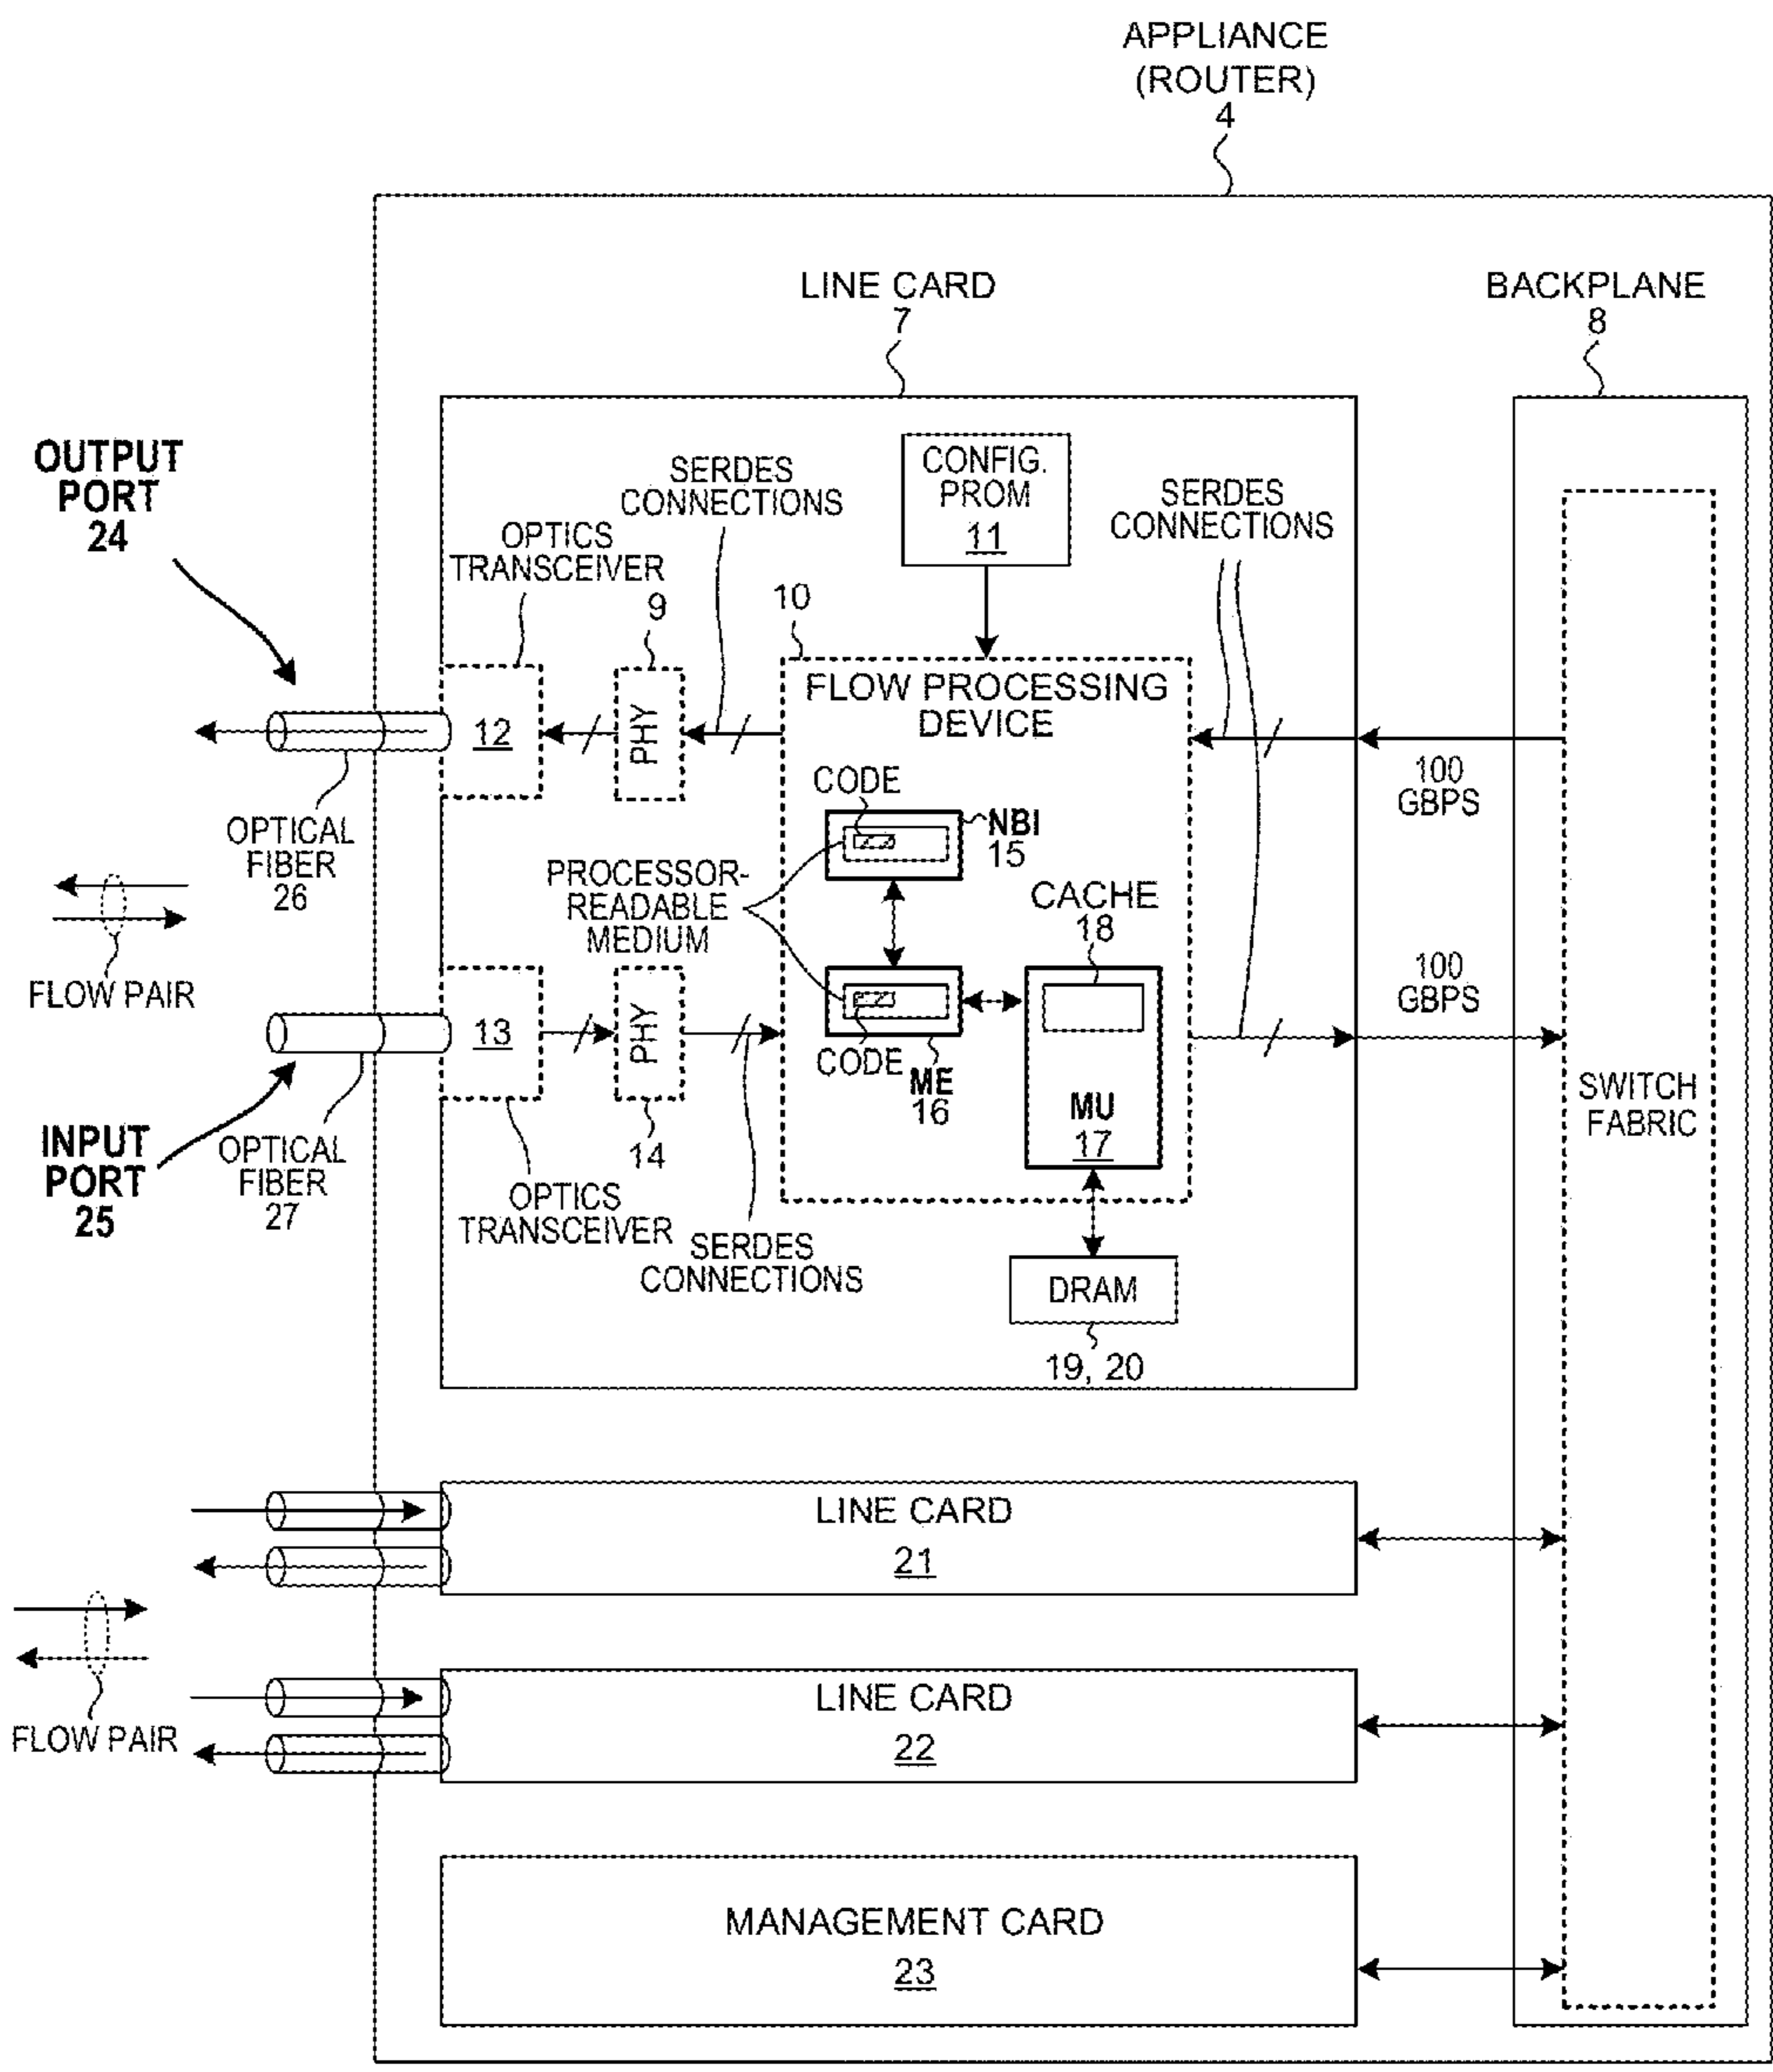 APPLIANCE
(ROUTER)
4
LINE CARD
7
BACKPLANE
8
OUTPUT
PORT
24
OPTICS
TRANSCEIVER
SERDES
CONNECTIONS
CONFIG.
PROM
11
SERDES
CONNECTIONS
9
10
12
PHY
FLOW PROCESSING
DEVICE
100
GBPS
OPTICAL
FIBER
26
CODE
NBI
15
PROCESSOR-
READABLE
MEDIUM
CACHE
18
FLOW PAIR
100
GBPS
13
PHY
CODE
ME
16
MU
17
SWITCH
FABRIC
INPUT
PORT
25
OPTICAL
FIBER
27
14
OPTICS
TRANSCEIVER
SERDES
CONNECTIONS
DRAM
19, 20
LINE CARD
21
FLOW PAIR
LINE CARD
22
MANAGEMENT CARD
23